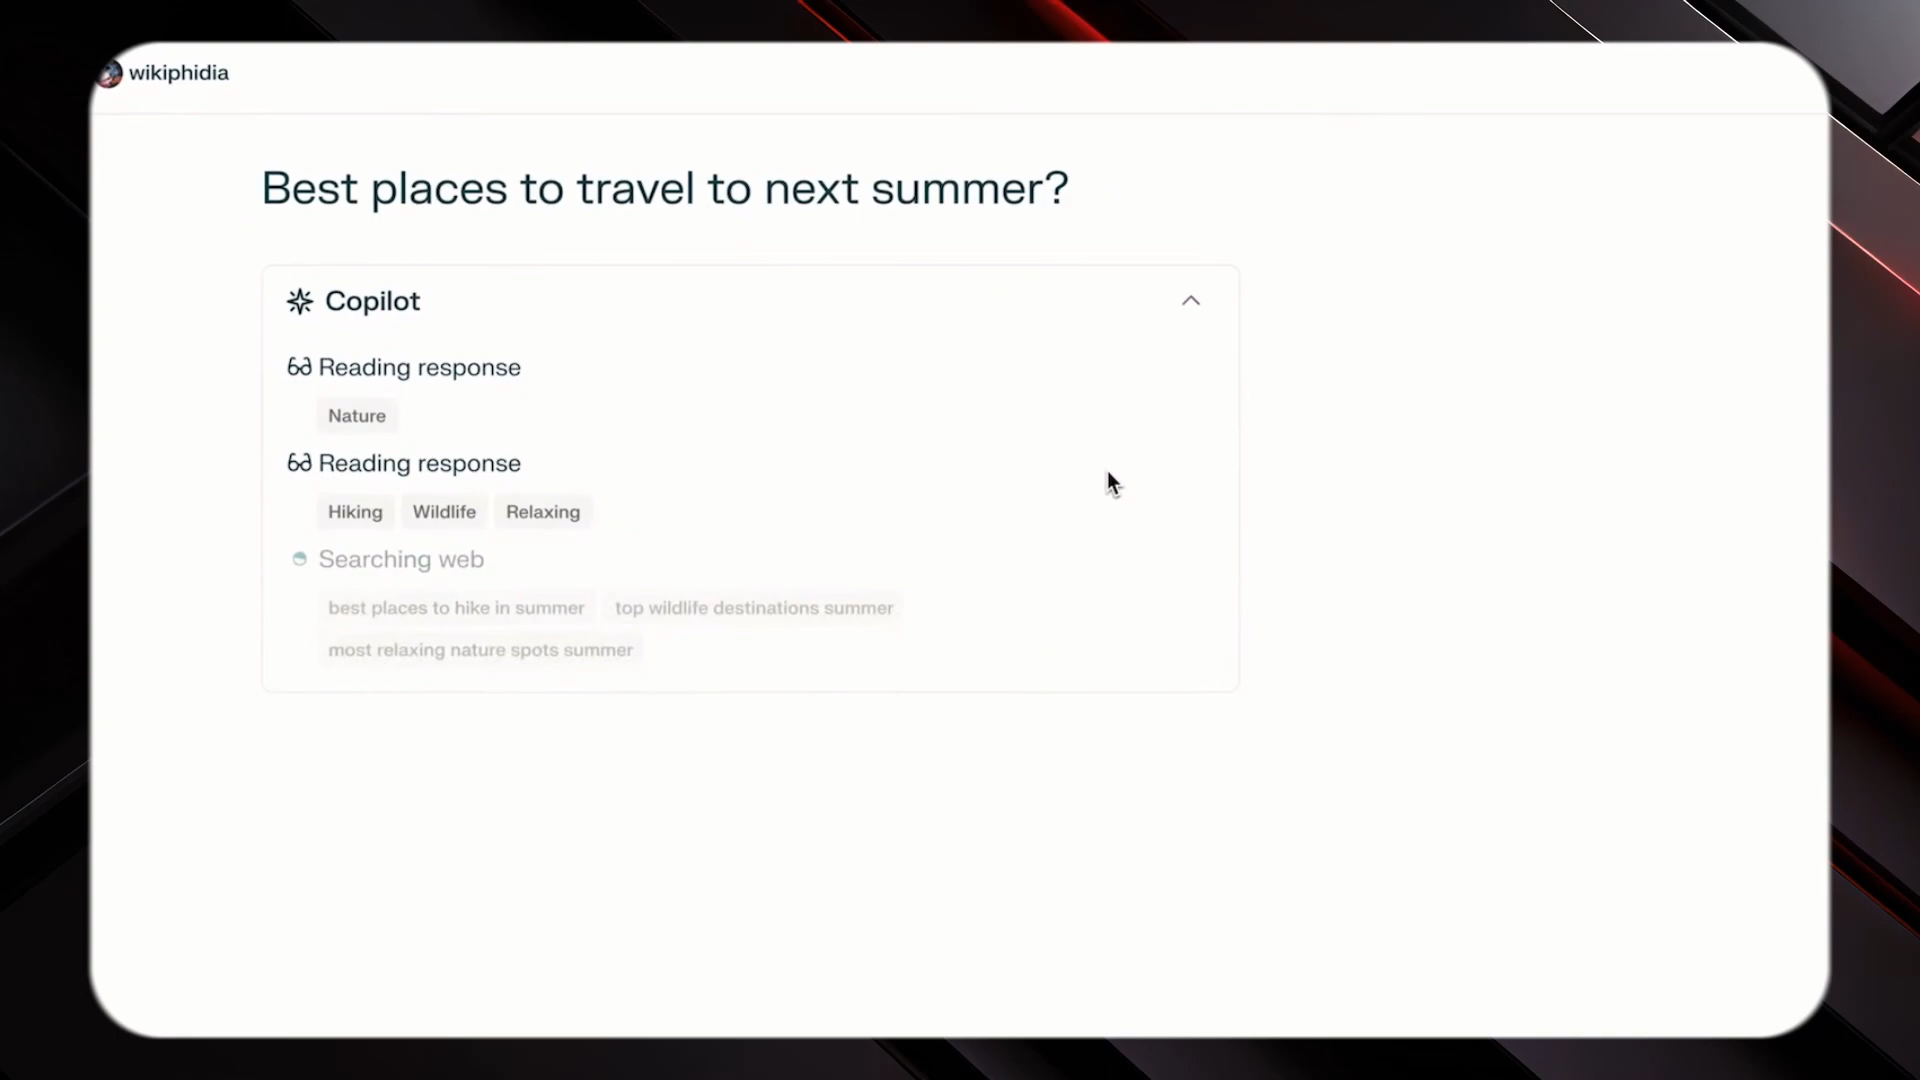 wikiphidia
Best places to travel to next summer?
Copilot
Reading response
Nature
Reading response
Hiking Wildlife Relaxing
Searching web
best places to hike in summer top wildlife destinations summer
most relaxing nature spots summer